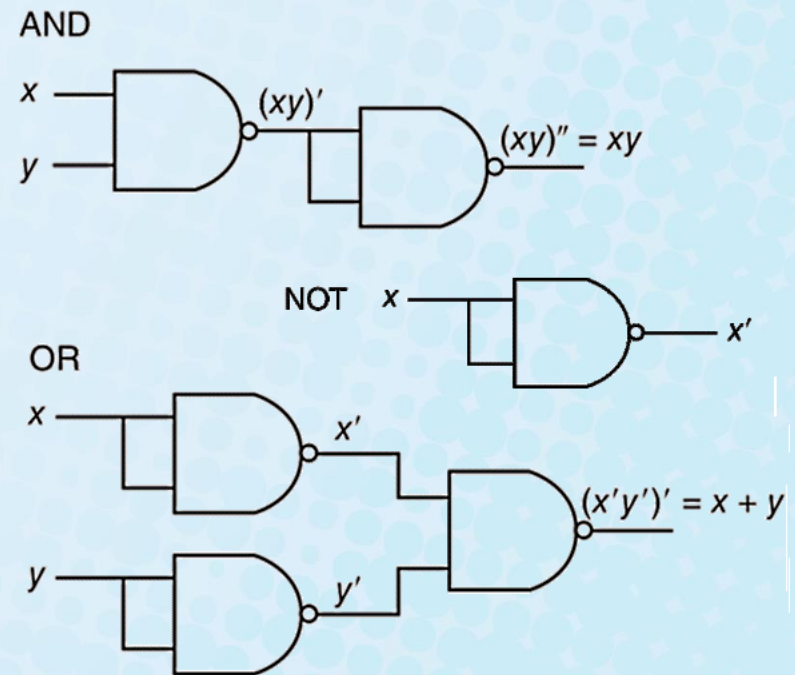 AND
x
(xy)′
y
(xy)″ = xy
NOT x
x′
OR
x
x′
(x′y′)′ = x + y
y
y′